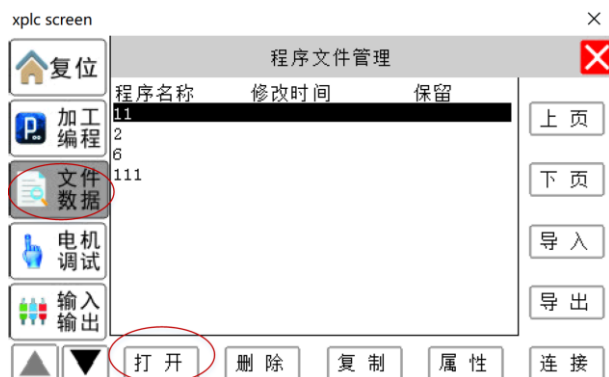 xplc screen
复位
程序文件管理
程序名称 修改时间 保留
11
2
6
111
加工
编程
文件
数据
电机
调试
输入
输出
上 页
下 页
导 入
导 出
打 开 删 除 复 制 属 性 连 接